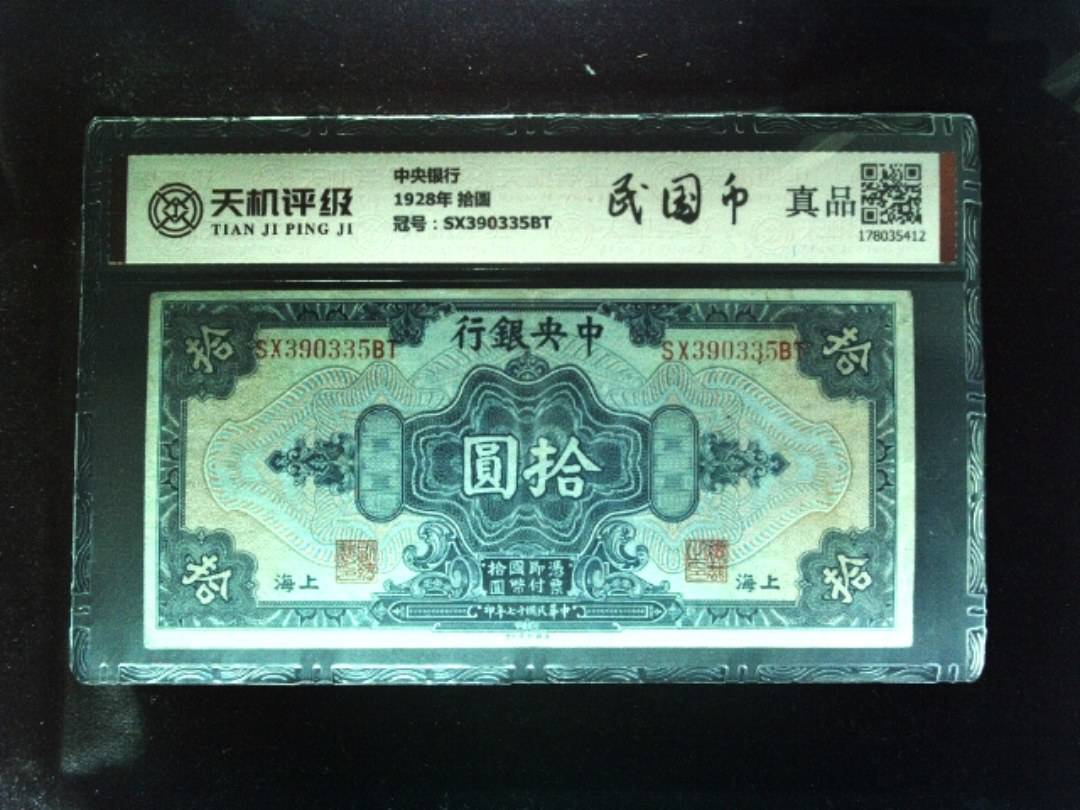 天机评级
TIAN JI PING JI
中央银行
1928年 拾圆
冠号：SX390335BT
民国币
真品
178035412
中央銀行
拾
拾
SX390335BT
SX390335BT
拾圓
上海
上海
憑票即付國幣拾圓
中華民國十七年印
拾
拾